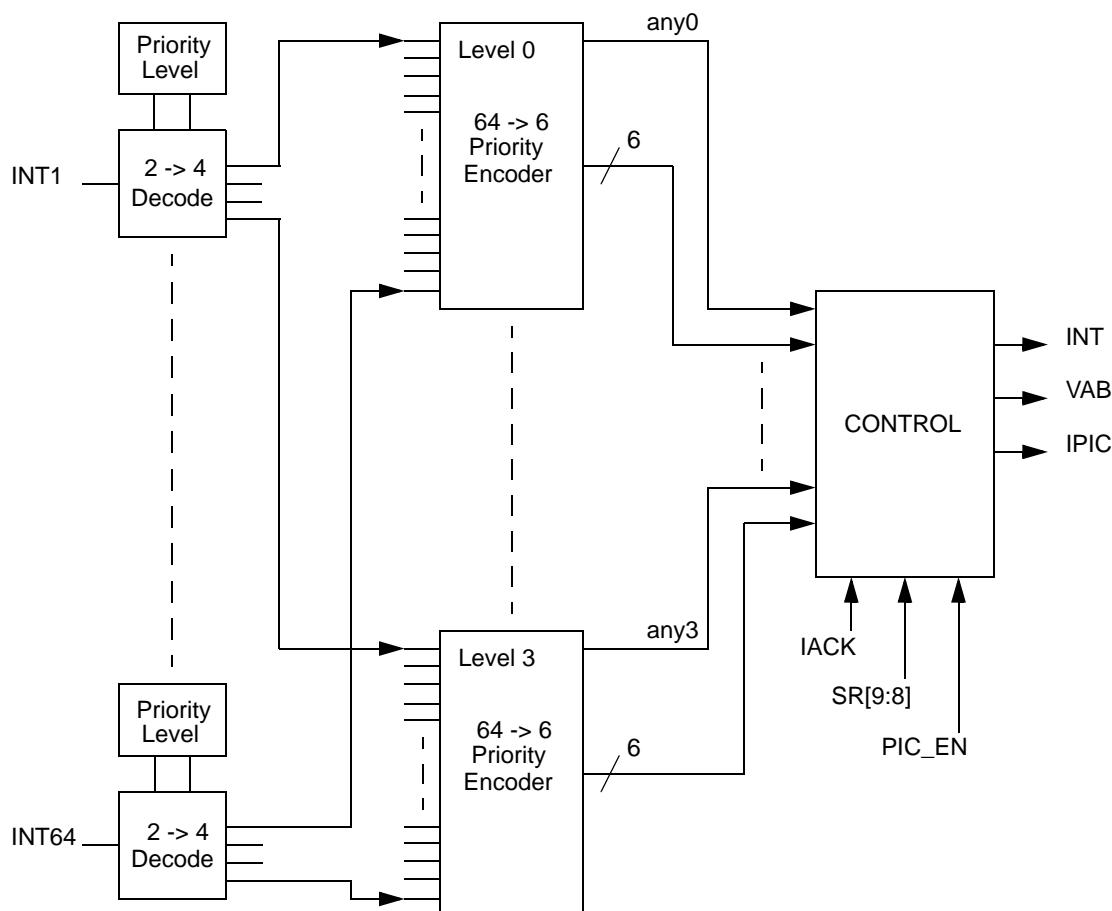 Priority
Level
INT1
2 -> 4
Decode
Level 0
64 -> 6
Priority
Encoder
any0
6
INT
VAB
IPIC
CONTROL
IACK
SR[9:8]
PIC_EN
any3
Level 3
64 -> 6
Priority
Encoder
6
Priority
Level
INT64
2 -> 4
Decode